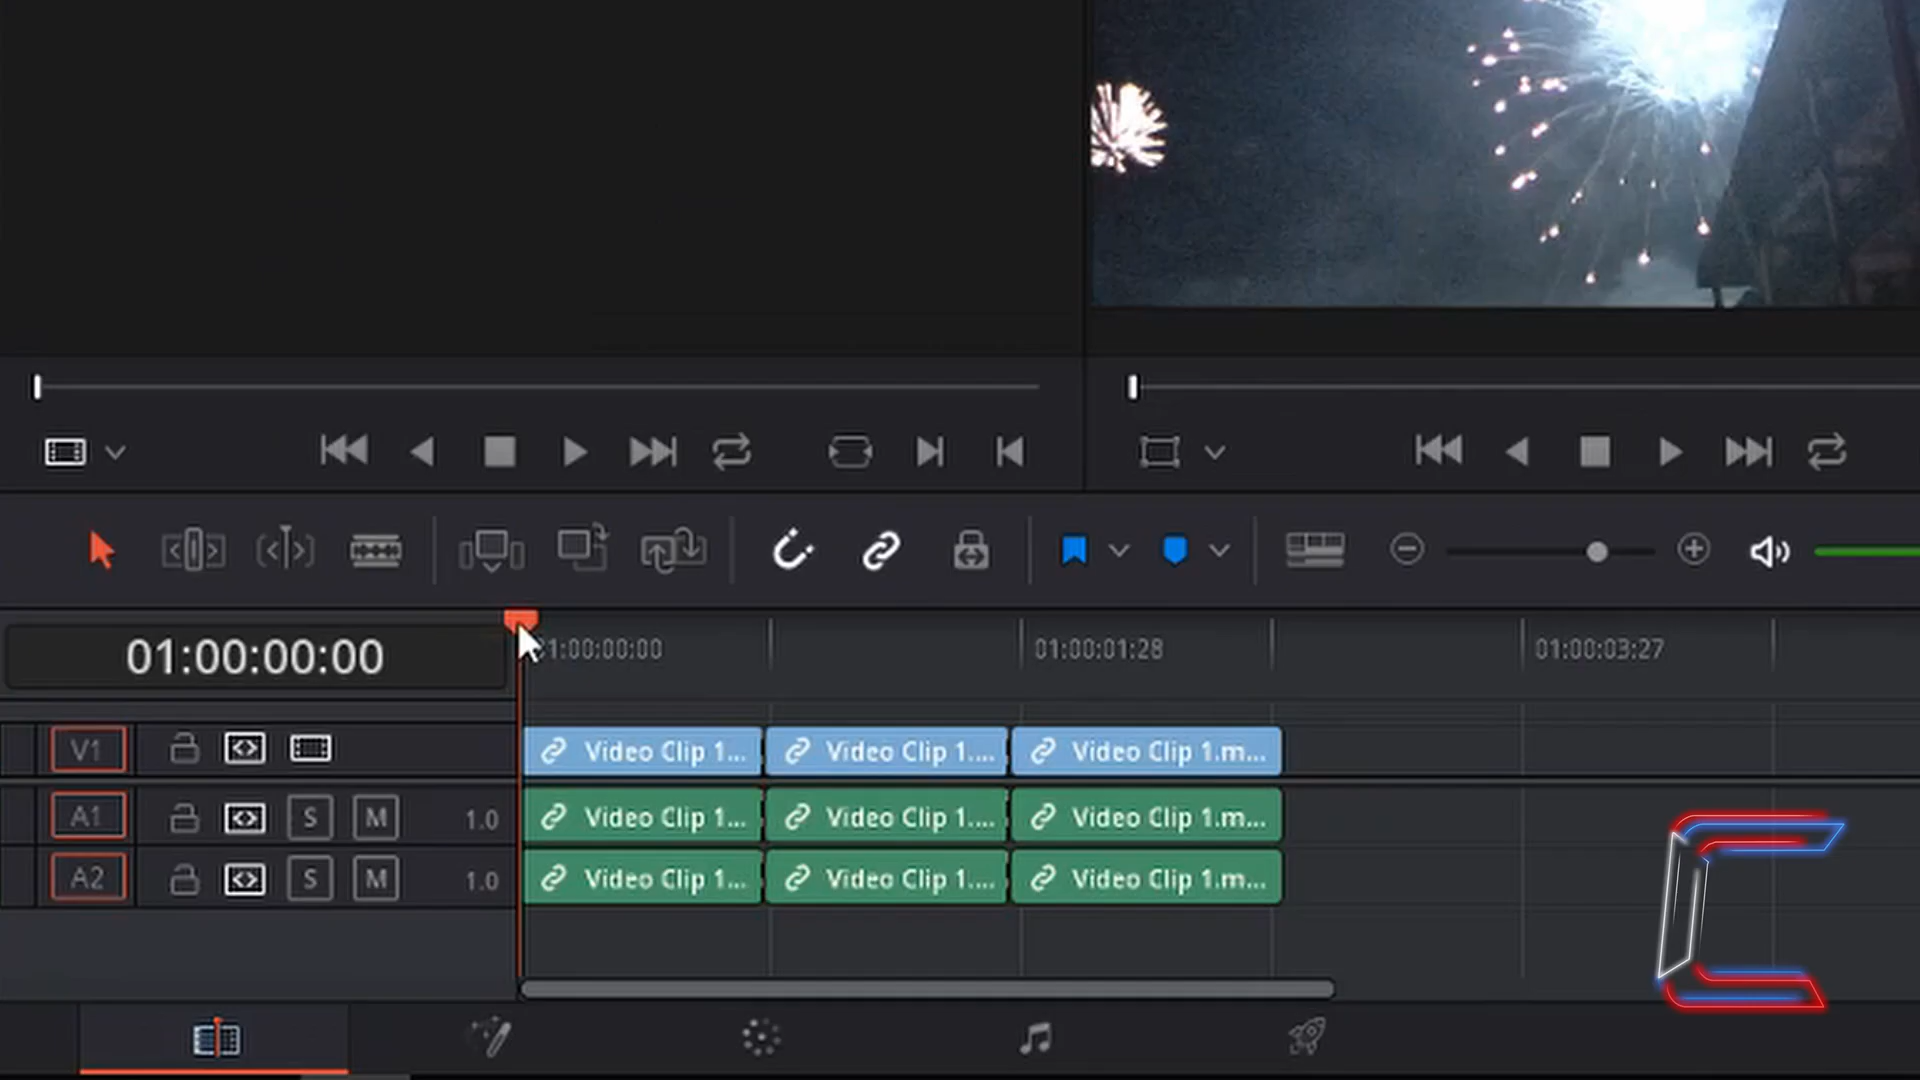 01:00:00:00
1:00:00:00
01:00:01:28
01:00:03:27
V1
Video Clip 1...
Video Clip 1....
Video Clip 1.m...
A1
S
M
1.0
Video Clip 1...
Video Clip 1....
Video Clip 1.m...
A2
S
M
1.0
Video Clip 1...
Video Clip 1....
Video Clip 1.m...
C